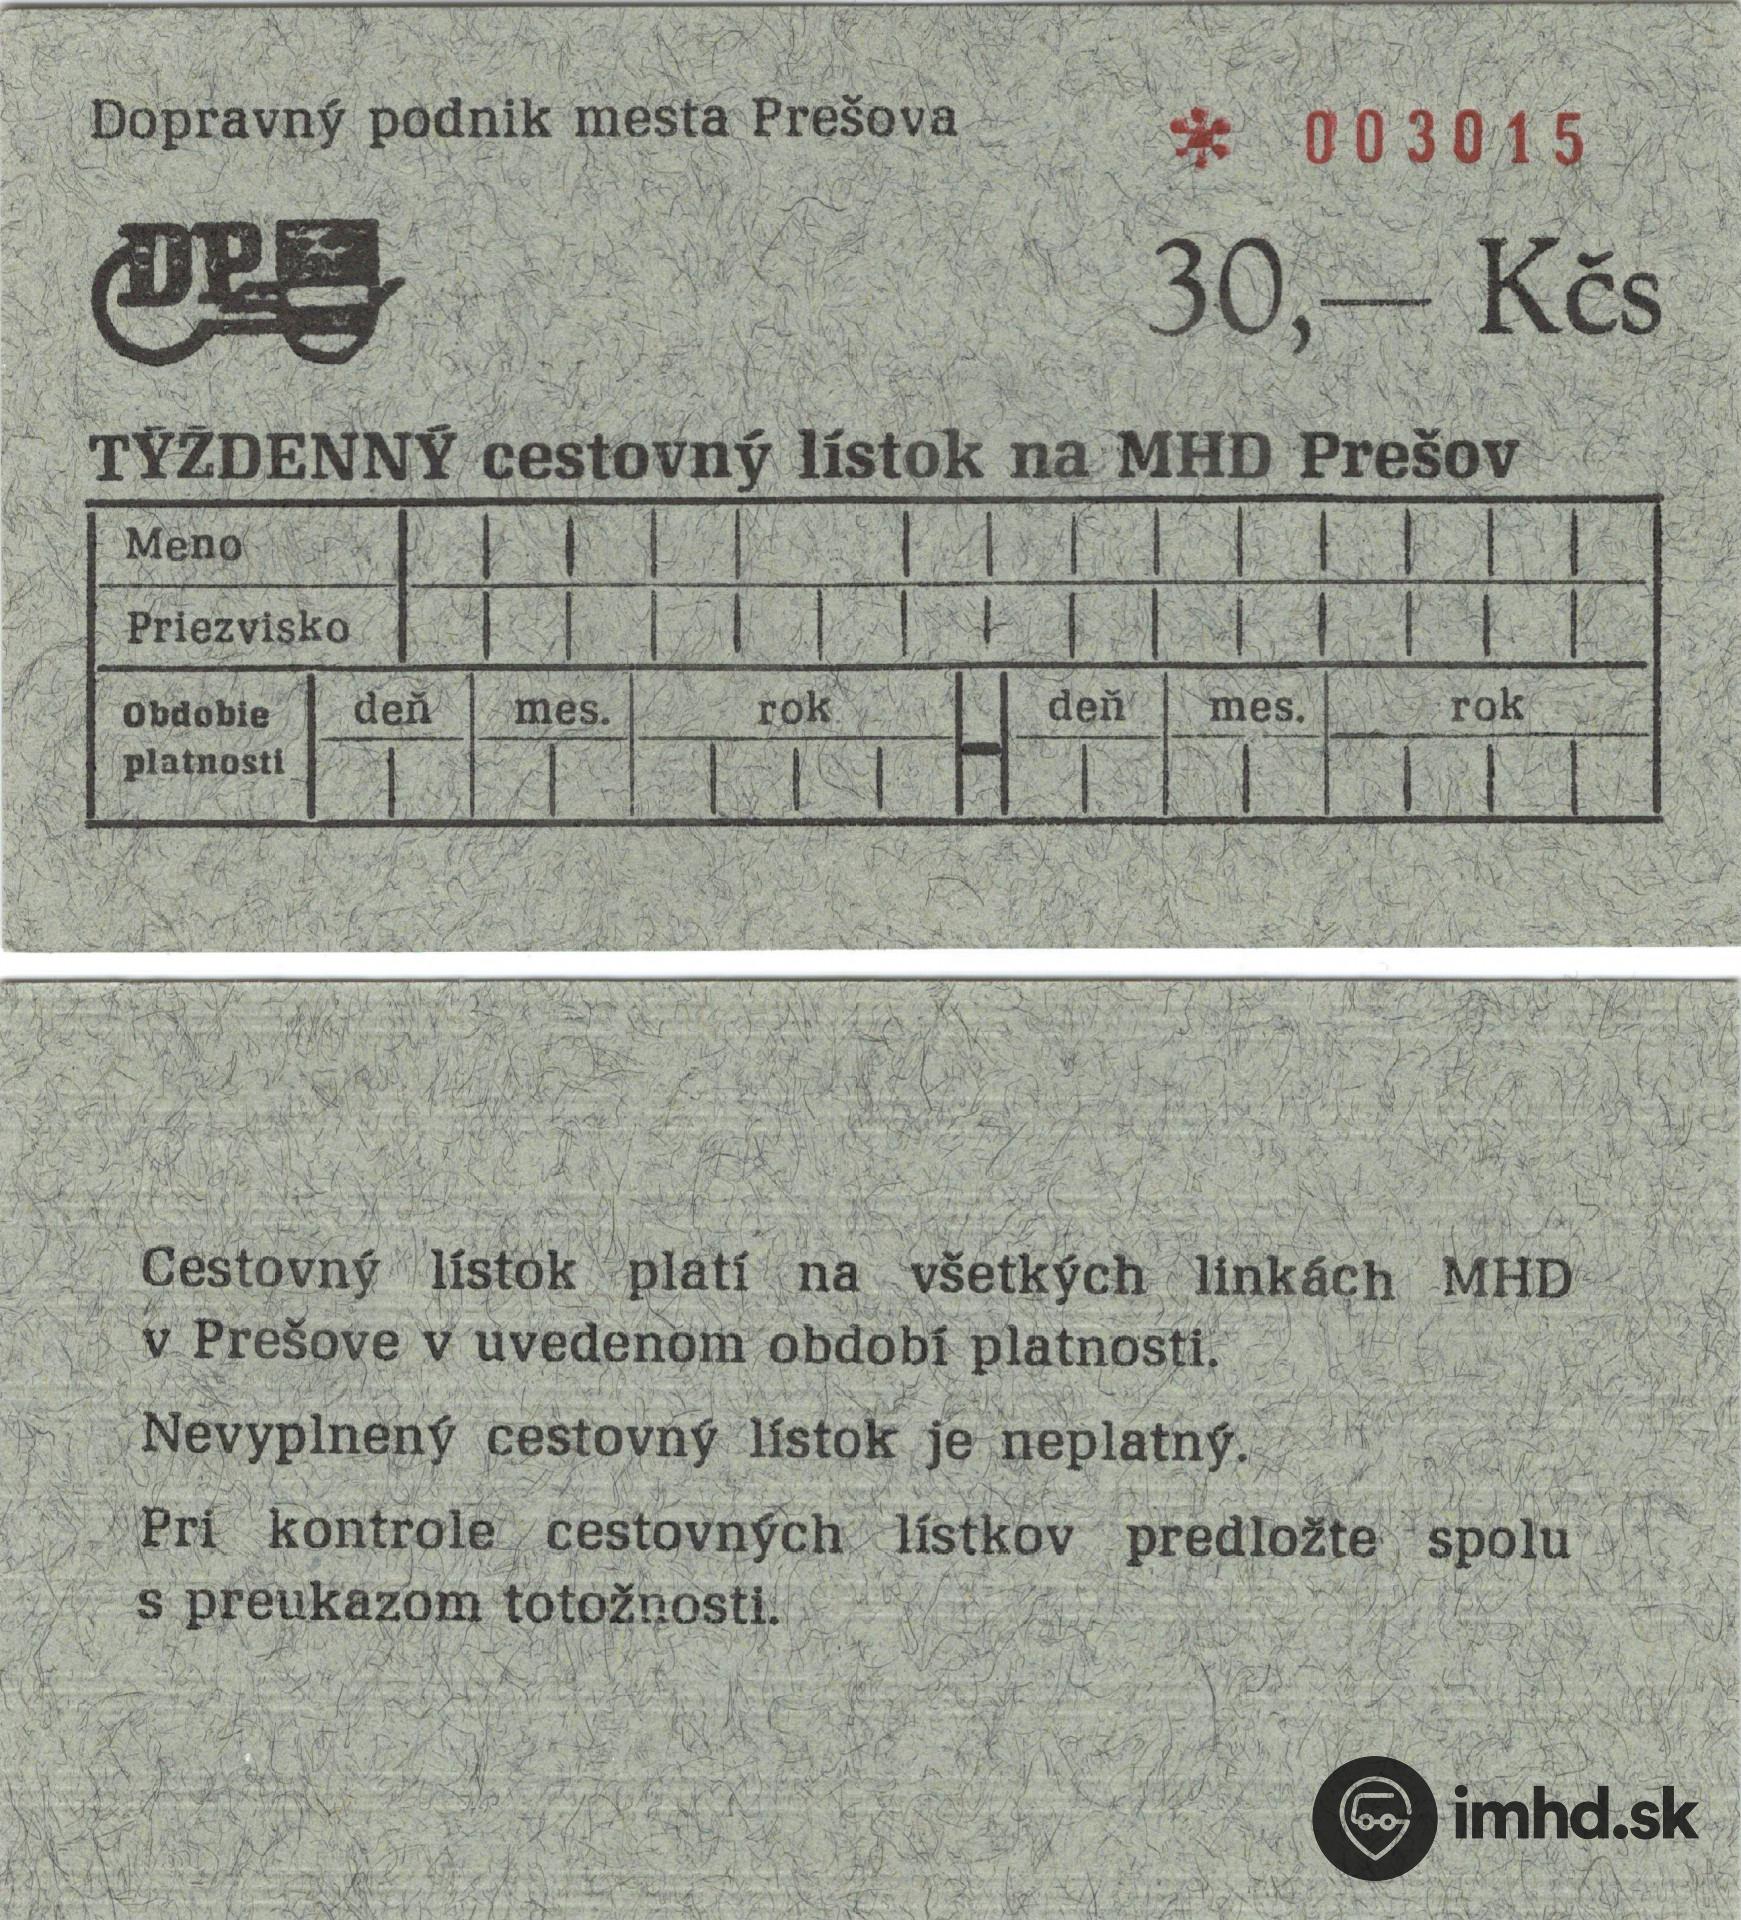 Dopravný podnik mesta Prešova
* 003015
DP
30,— Kčs
TÝŽDENNÝ cestovný lístok na MHD Prešov
Meno
Priezvisko
Obdobie platnosti
deň mes. rok – deň mes. rok
Cestovný lístok platí na všetkých linkách MHD
v Prešove v uvedenom období platnosti.
Nevyplnený cestovný lístok je neplatný.
Pri kontrole cestovných lístkov predložte spolu
s preukazom totožnosti.
imhd.sk